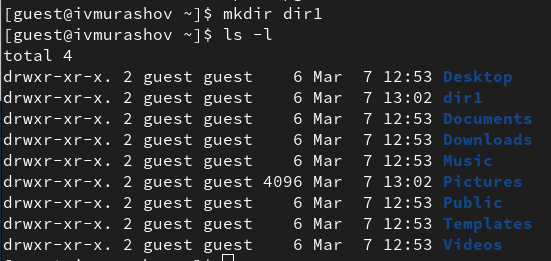 [guest@ivmurashov ~]$ mkdir dir1
[guest@ivmurashov ~]$ ls -l
total 4
drwxr-xr-x. 2 guest guest    6 Mar  7 12:53 Desktop
drwxr-xr-x. 2 guest guest    6 Mar  7 13:02 dir1
drwxr-xr-x. 2 guest guest    6 Mar  7 12:53 Documents
drwxr-xr-x. 2 guest guest    6 Mar  7 12:53 Downloads
drwxr-xr-x. 2 guest guest    6 Mar  7 12:53 Music
drwxr-xr-x. 2 guest guest 4096 Mar  7 13:02 Pictures
drwxr-xr-x. 2 guest guest    6 Mar  7 12:53 Public
drwxr-xr-x. 2 guest guest    6 Mar  7 12:53 Templates
drwxr-xr-x. 2 guest guest    6 Mar  7 12:53 Videos
[guest@ivmurashov ~]$